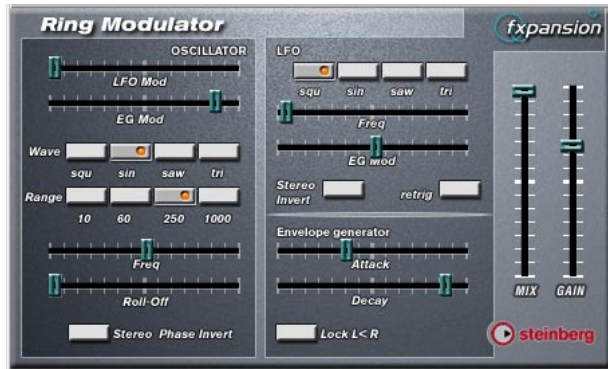 Ring Modulator
fxpansion
OSCILLATOR
LFO Mod
EG Mod
Wave
squ sin saw tri
Range
10 60 250 1000
Freq
Roll-Off
Stereo Phase Invert
LFO
squ sin saw tri
Freq
EG Mod
Stereo
Invert
retrig
Envelope generator
Attack
Decay
Lock L<R
MIX GAIN
steinberg